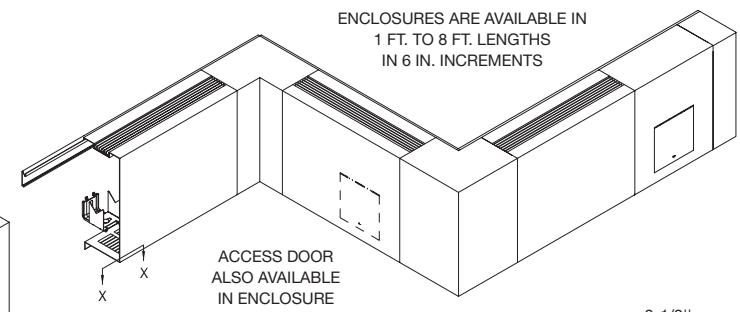 ENCLOSURES ARE AVAILABLE IN
1 FT. TO 8 FT. LENGTHS
IN 6 IN. INCREMENTS
ACCESS DOOR
ALSO AVAILABLE
IN ENCLOSURE
X
X